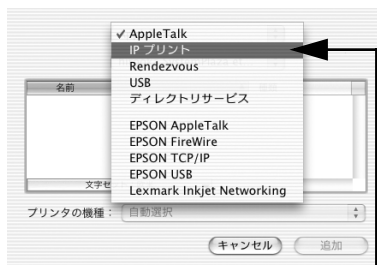 ✓ AppleTalk
IP プリント
Rendezvous
USB
ディレクトリサービス
EPSON AppleTalk
EPSON FireWire
EPSON TCP/IP
EPSON USB
Lexmark Inkjet Networking
名前
文字セ
プリンタの機種： 自動選択
キャンセル 追加